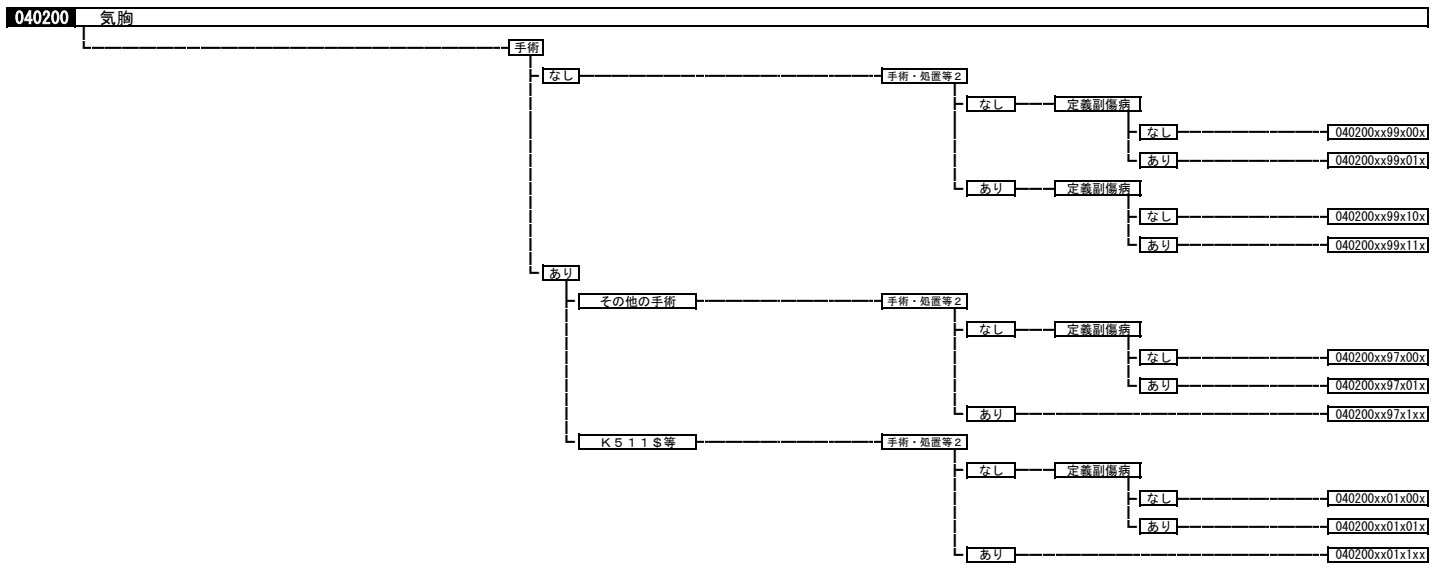 040200 気胸
手術
なし 手術・処置等2
なし 定義副傷病
なし 040200xx99x00x
あり 040200xx99x01x
あり 定義副傷病
なし 040200xx99x10x
あり 040200xx99x11x
あり
その他の手術 手術・処置等2
なし 定義副傷病
なし 040200xx97x00x
あり 040200xx97x01x
あり 040200xx97x1xx
K511$等 手術・処置等2
なし 定義副傷病
なし 040200xx01x00x
あり 040200xx01x01x
あり 040200xx01x1xx